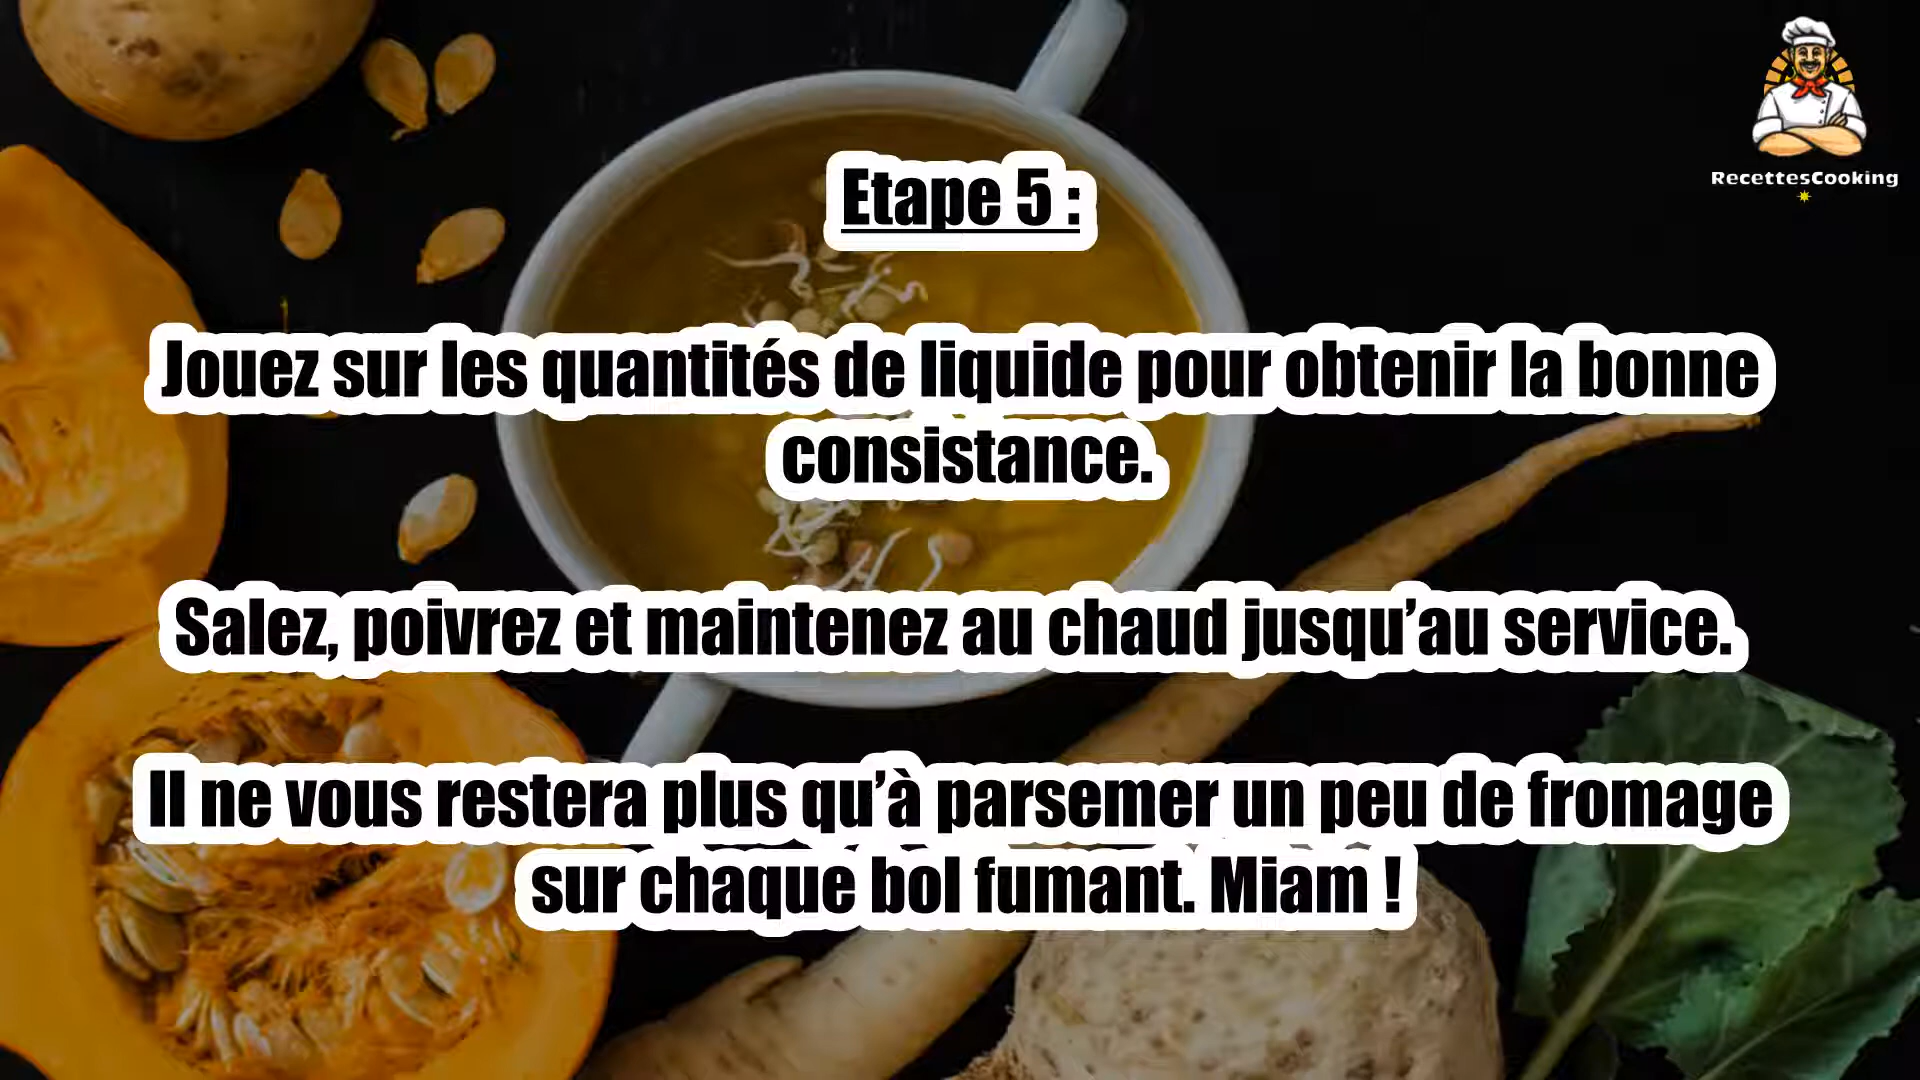 RecettesCooking
Etape 5 :
Jouez sur les quantités de liquide pour obtenir la bonne
consistance.
Salez, poivrez et maintenez au chaud jusqu’au service.
Il ne vous restera plus qu’à parsemer un peu de fromage
sur chaque bol fumant. Miam !